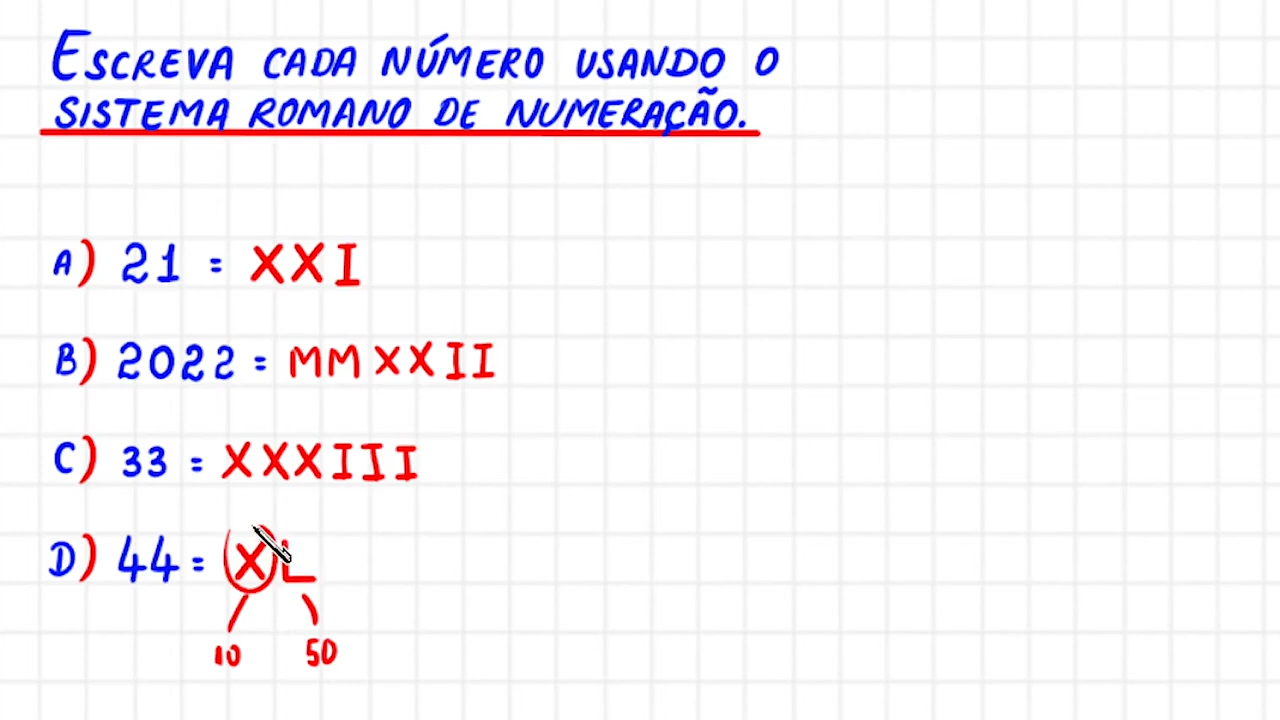 ESCREVA CADA NÚMERO USANDO O
SISTEMA ROMANO DE NUMERAÇÃO.
A) 21 = XXI
B) 2022 = MMXXII
C) 33 = XXXIII
D) 44 = XL
10 50